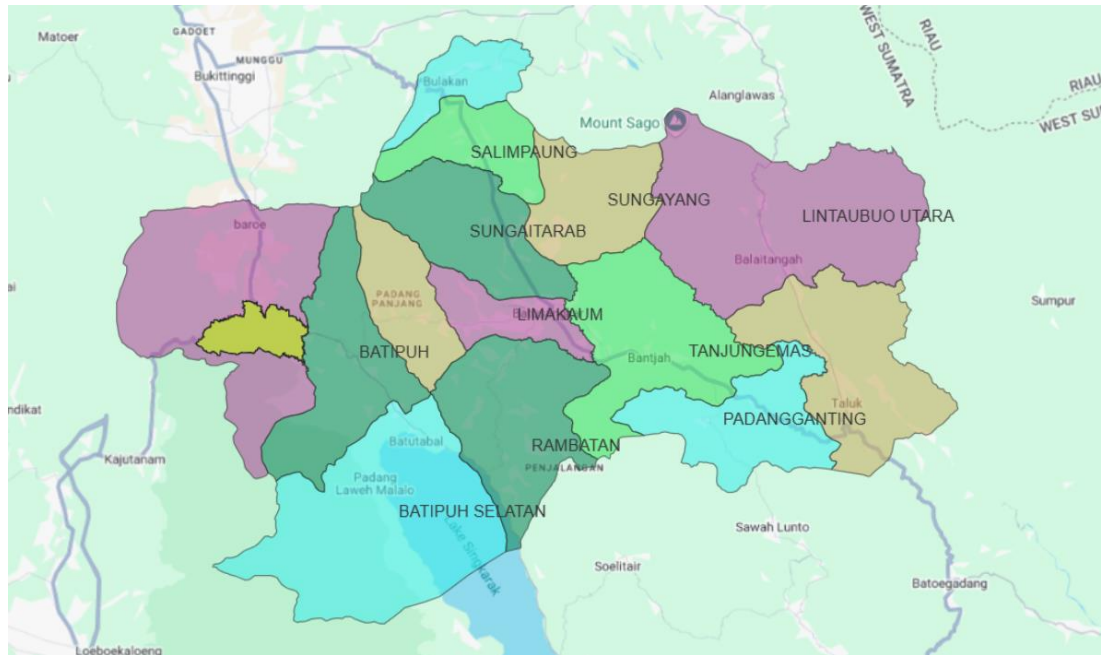 Matoer
GADOET
MUNGGU
Bukittinggi
Bulakan
Alanglawas
Mount Sago
RIAU
WEST SUMATRA
RIAU
WEST SU
SALIMPAUNG
SUNGAYANG
LINTAUBUO UTARA
SUNGAITARAB
baroe
Balaitangah
PADANG
PANJANG
LIMAKAUM
Sumpur
BATIPUH
Bantjah
TANJUNGEMAS
ndikat
Taluk
PADANGGANTING
Kajutanam
Batutabal
RAMBATAN
PENJALANGAN
Padang
Laweh Malalo
BATIPUH SELATAN
Lake Singkarak
Sawah Lunto
Soelitair
Batoegadang
Loeboekaloeng